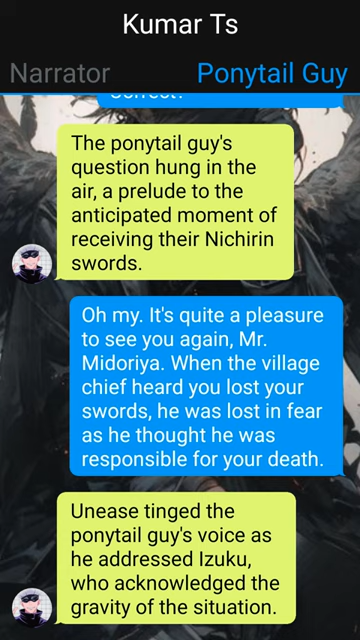 Kumar Ts
Narrator
Ponytail Guy
Correct?
The ponytail guy's
question hung in the
air, a prelude to the
anticipated moment of
receiving their Nichirin
swords.
Oh my. It's quite a pleasure
to see you again, Mr.
Midoriya. When the village
chief heard you lost your
swords, he was lost in fear
as he thought he was
responsible for your death.
Unease tinged the
ponytail guy's voice as
he addressed Izuku,
who acknowledged the
gravity of the situation.